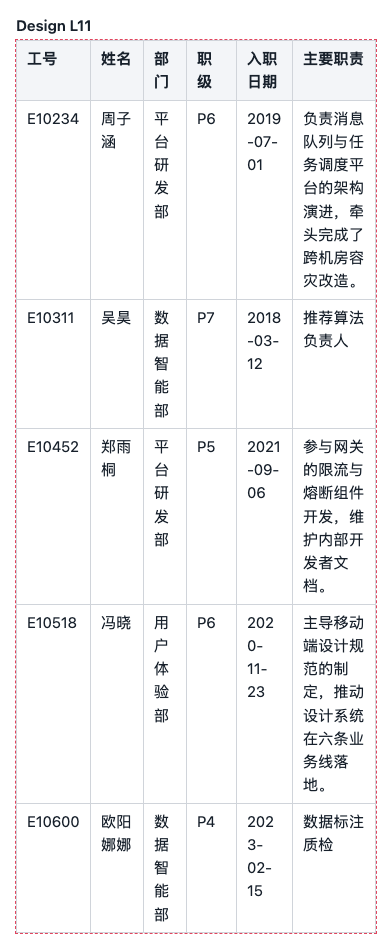 Design L11
工号 姓名 部门 职级 入职日期 主要职责
E10234 周子涵 平台研发部 P6 2019-07-01 负责消息队列与任务调度平台的架构演进，牵头完成了跨机房容灾改造。
E10311 吴昊 数据智能部 P7 2018-03-12 推荐算法负责人
E10452 郑雨桐 平台研发部 P5 2021-09-06 参与网关的限流与熔断组件开发，维护内部开发者文档。
E10518 冯晓 用户体验部 P6 2020-11-23 主导移动端设计规范的制定，推动设计系统在六条业务线落地。
E10600 欧阳娜娜 数据智能部 P4 2023-02-15 数据标注质检